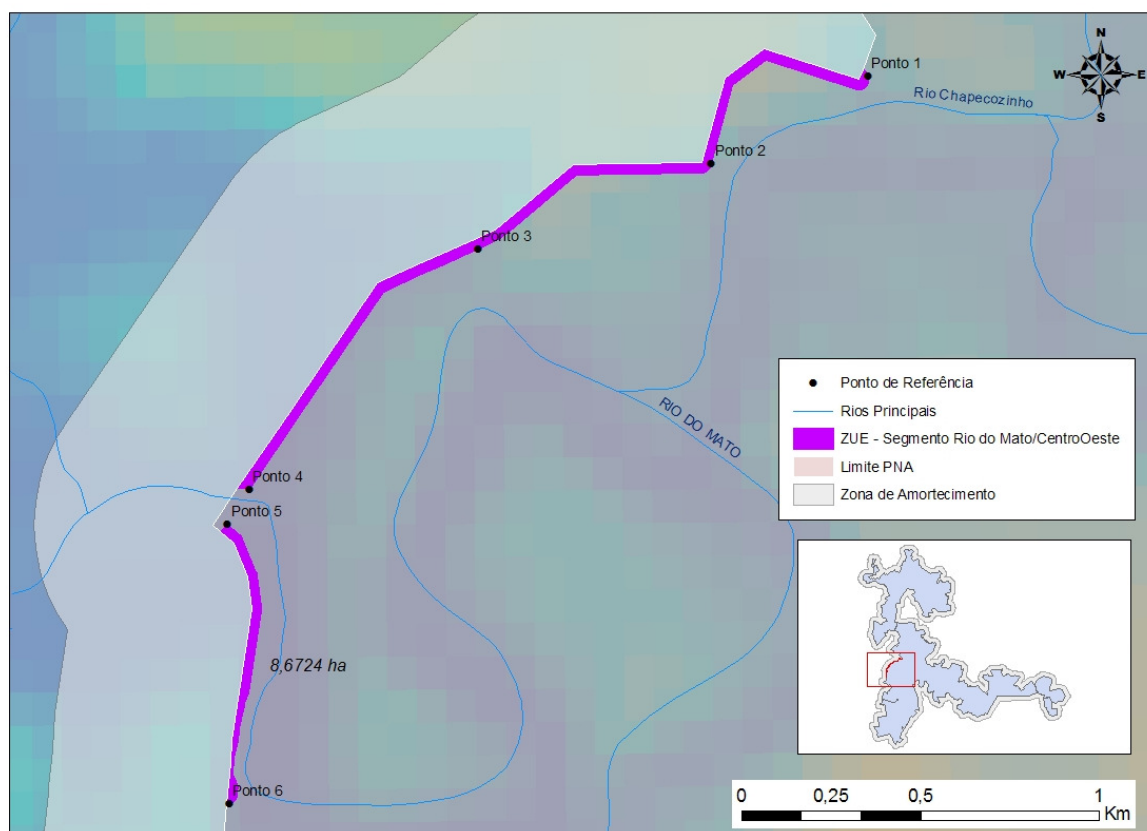 N
W E
S
Ponto 1
Rio Chapecozinho
Ponto 2
Ponto 3
RIO DO MATO
Ponto 4
Ponto 5
8,6724 ha
Ponto 6
Ponto de Referência
Rios Principais
ZUE - Segmento Rio do Mato/CentroOeste
Limite PNA
Zona de Amortecimento
0 0,25 0,5 1
Km